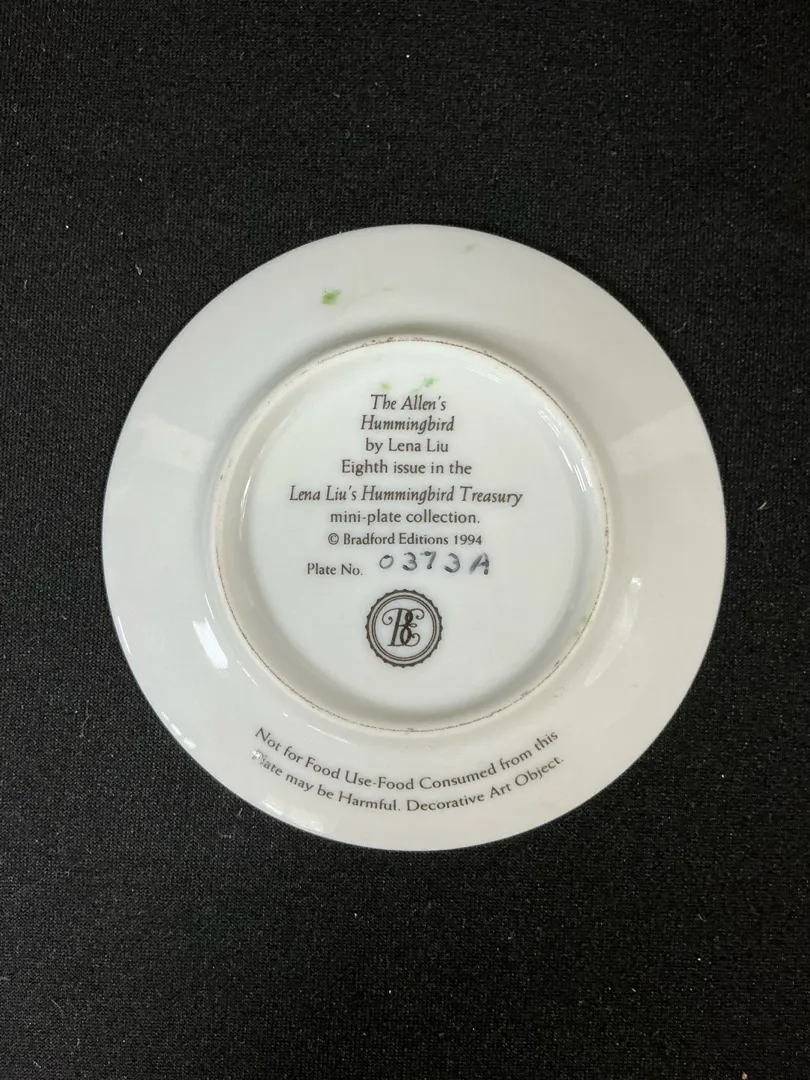 The Allen's
Hummingbird
by Lena Liu
Eighth issue in the
Lena Liu's Hummingbird Treasury
mini-plate collection.
© Bradford Editions 1994
Plate No. 0373A
BE
Not for Food Use-Food Consumed from this
Plate may be Harmful. Decorative Art Object.